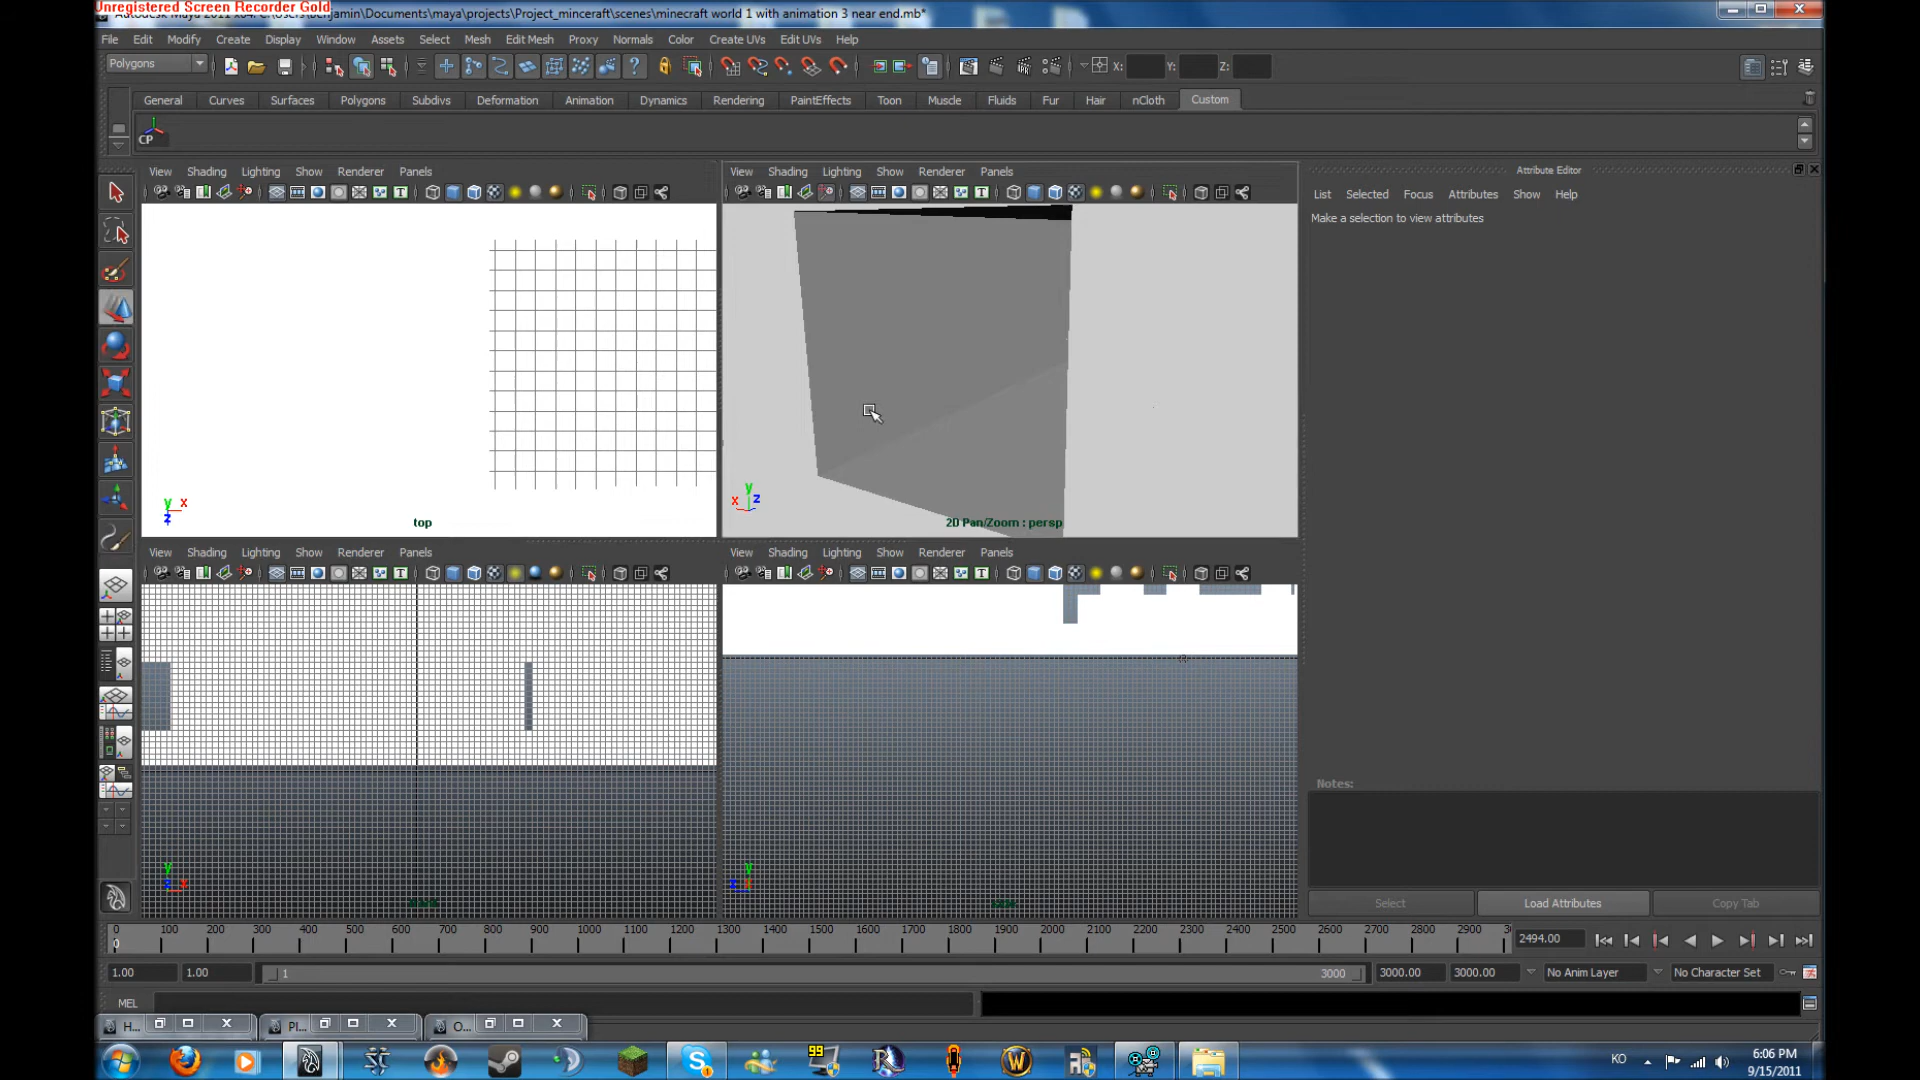 Unregistered Screen Recorder Gold
Autodesk Maya 2011 x64: C:\Users\benjamin\Documents\maya\projects\Project_minceraft\scenes\minecraft world 1 with animation 3 near end.mb*
File Edit Modify Create Display Window Assets Select Mesh Edit Mesh Proxy Normals Color Create UVs Edit UVs Help
Polygons X: Y: Z:
General Curves Surfaces Polygons Subdivs Deformation Animation Dynamics Rendering PaintEffects Toon Muscle Fluids Fur Hair nCloth Custom
CP
View Shading Lighting Show Renderer Panels
View Shading Lighting Show Renderer Panels
Attribute Editor
List Selected Focus Attributes Show Help
Make a selection to view attributes
y x
z
top
y
x z
2D Pan/Zoom : persp
View Shading Lighting Show Renderer Panels
View Shading Lighting Show Renderer Panels
Notes:
y
z x
y
z x
Select Load Attributes Copy Tab
0 100 200 300 400 500 600 700 800 900 1000 1100 1200 1300 1400 1500 1600 1700 1800 1900 2000 2100 2200 2300 2400 2500 2600 2700 2800 2900 3
0
2494.00
1.00 1.00 1 3000 3000.00 3000.00 No Anim Layer No Character Set
MEL
H... Pl... O...
99
KO
6:06 PM
9/15/2011